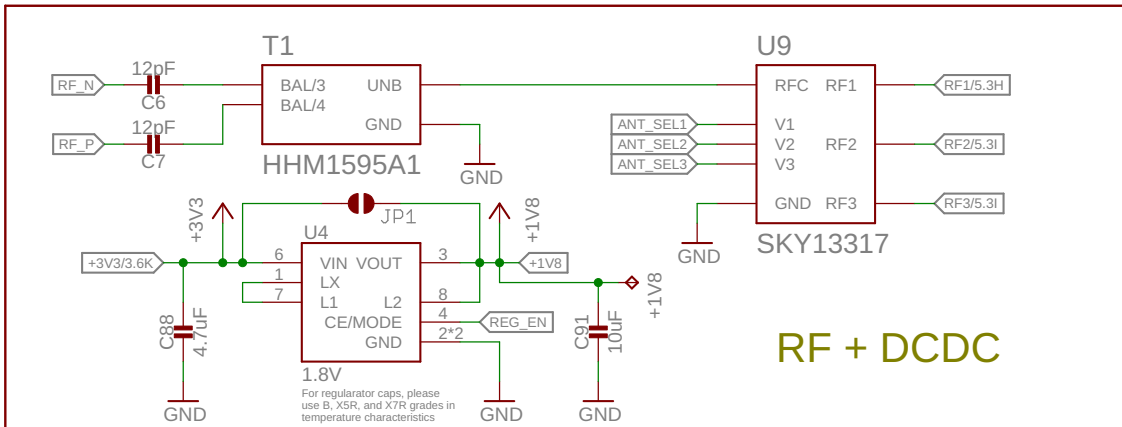 T1
U9
12pF
RF_N
C6
BAL/3 UNB
BAL/4
RFC RF1
RF1/5.3H
12pF
RF_P
C7
GND
ANT_SEL1
V1
ANT_SEL2
V2 RF2
RF2/5.3I
ANT_SEL3
V3
HHM1595A1
GND
GND RF3
RF3/5.3I
SKY13317
GND
+3V3
JP1
+1V8
U4
+3V3/3.6K
6 VIN VOUT 3
+1V8
1 LX
7 L1 L2 8
+1V8
CE/MODE 4
REG_EN
GND 2*2
C88
4.7uF
C91
10uF
RF + DCDC
1.8V
For regularator caps, please
use B, X5R, and X7R grades in
temperature characteristics
GND
GND
GND